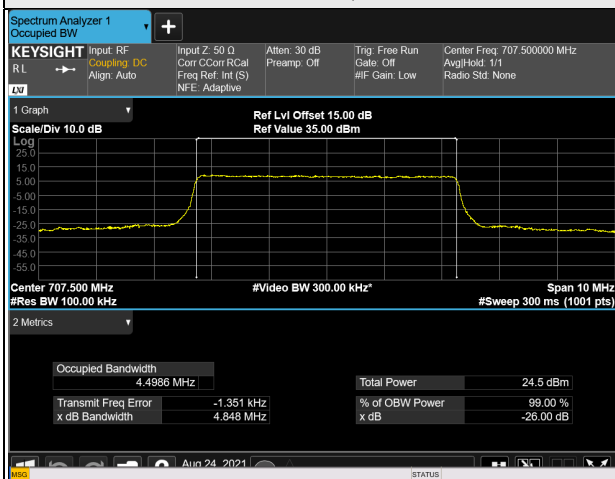 Spectrum Analyzer 1
Occupied BW
+
KEYSIGHT Input: RF Input Z: 50 Ω Atten: 30 dB Trig: Free Run Center Freq: 707.500000 MHz
RL Coupling: DC Corr CCorr RCal Preamp: Off Gate: Off Avg|Hold: 1/1
Align: Auto Freq Ref: Int (S) #IF Gain: Low Radio Std: None
LXI NFE: Adaptive
1 Graph
Ref Lvl Offset 15.00 dB
Scale/Div 10.0 dB Ref Value 35.00 dBm
Log
25.0
15.0
5.00
-5.00
-15.0
-25.0
-35.0
-45.0
-55.0
Center 707.500 MHz #Video BW 300.00 kHz* Span 10 MHz
#Res BW 100.00 kHz #Sweep 300 ms (1001 pts)
2 Metrics
Occupied Bandwidth
4.4986 MHz Total Power 24.5 dBm
Transmit Freq Error -1.351 kHz % of OBW Power 99.00 %
x dB Bandwidth 4.848 MHz x dB -26.00 dB
Aug 24, 2021
MSG STATUS